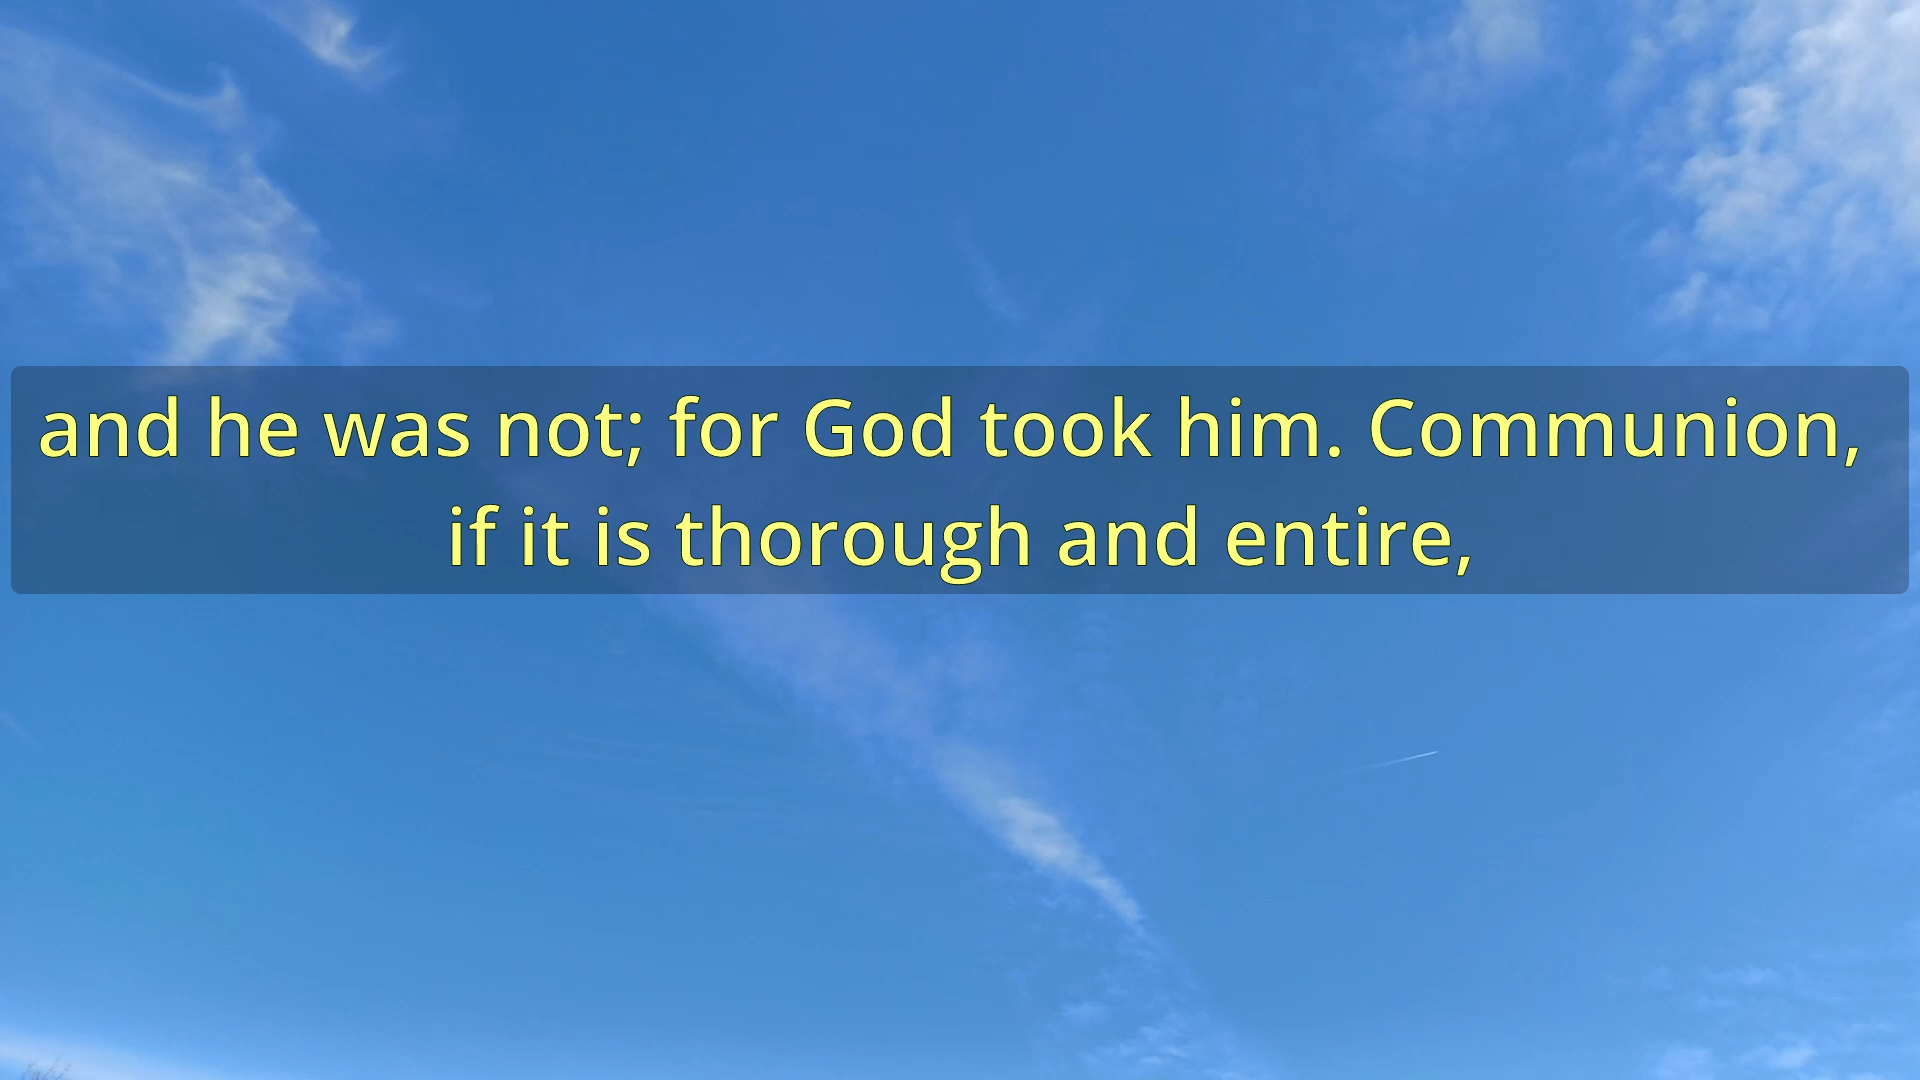 and he was not; for God took him. Communion,
if it is thorough and entire,